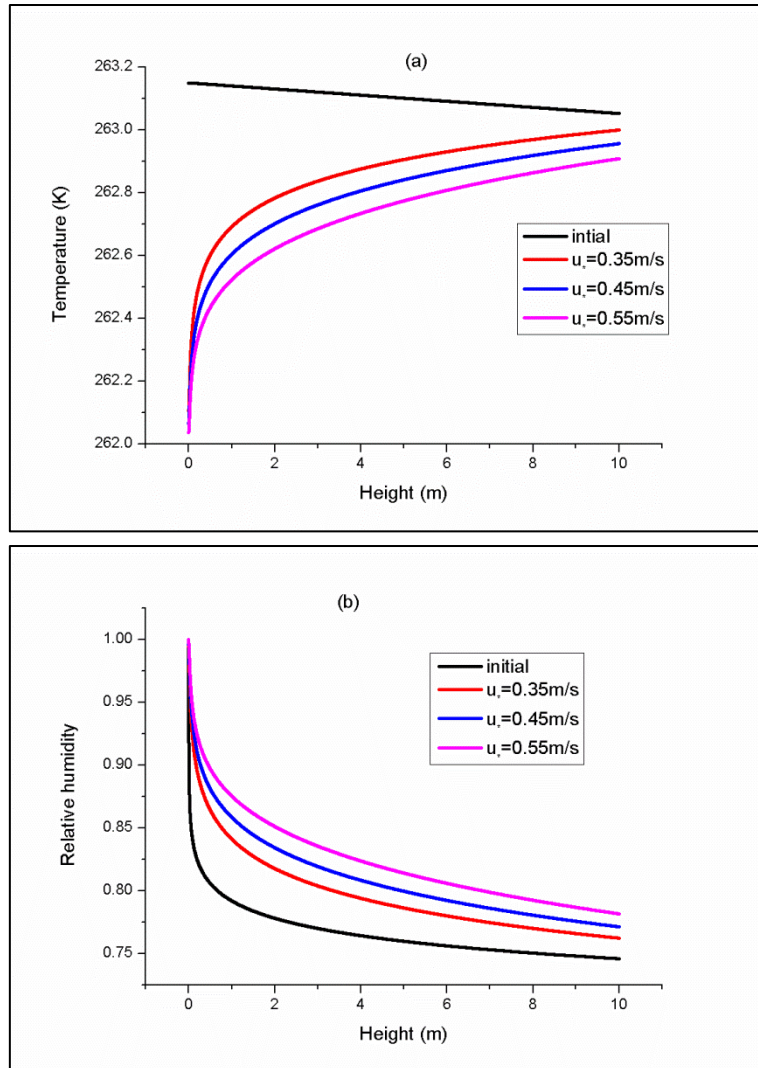 (a)
263.2
263.0
262.8
262.6
262.4
262.2
262.0
Temperature (K)
intial
u*=0.35m/s
u*=0.45m/s
u*=0.55m/s
0 2 4 6 8 10
Height (m)
(b)
1.00
0.95
0.90
0.85
0.80
0.75
Relative humidity
initial
u*=0.35m/s
u*=0.45m/s
u*=0.55m/s
0 2 4 6 8 10
Height (m)